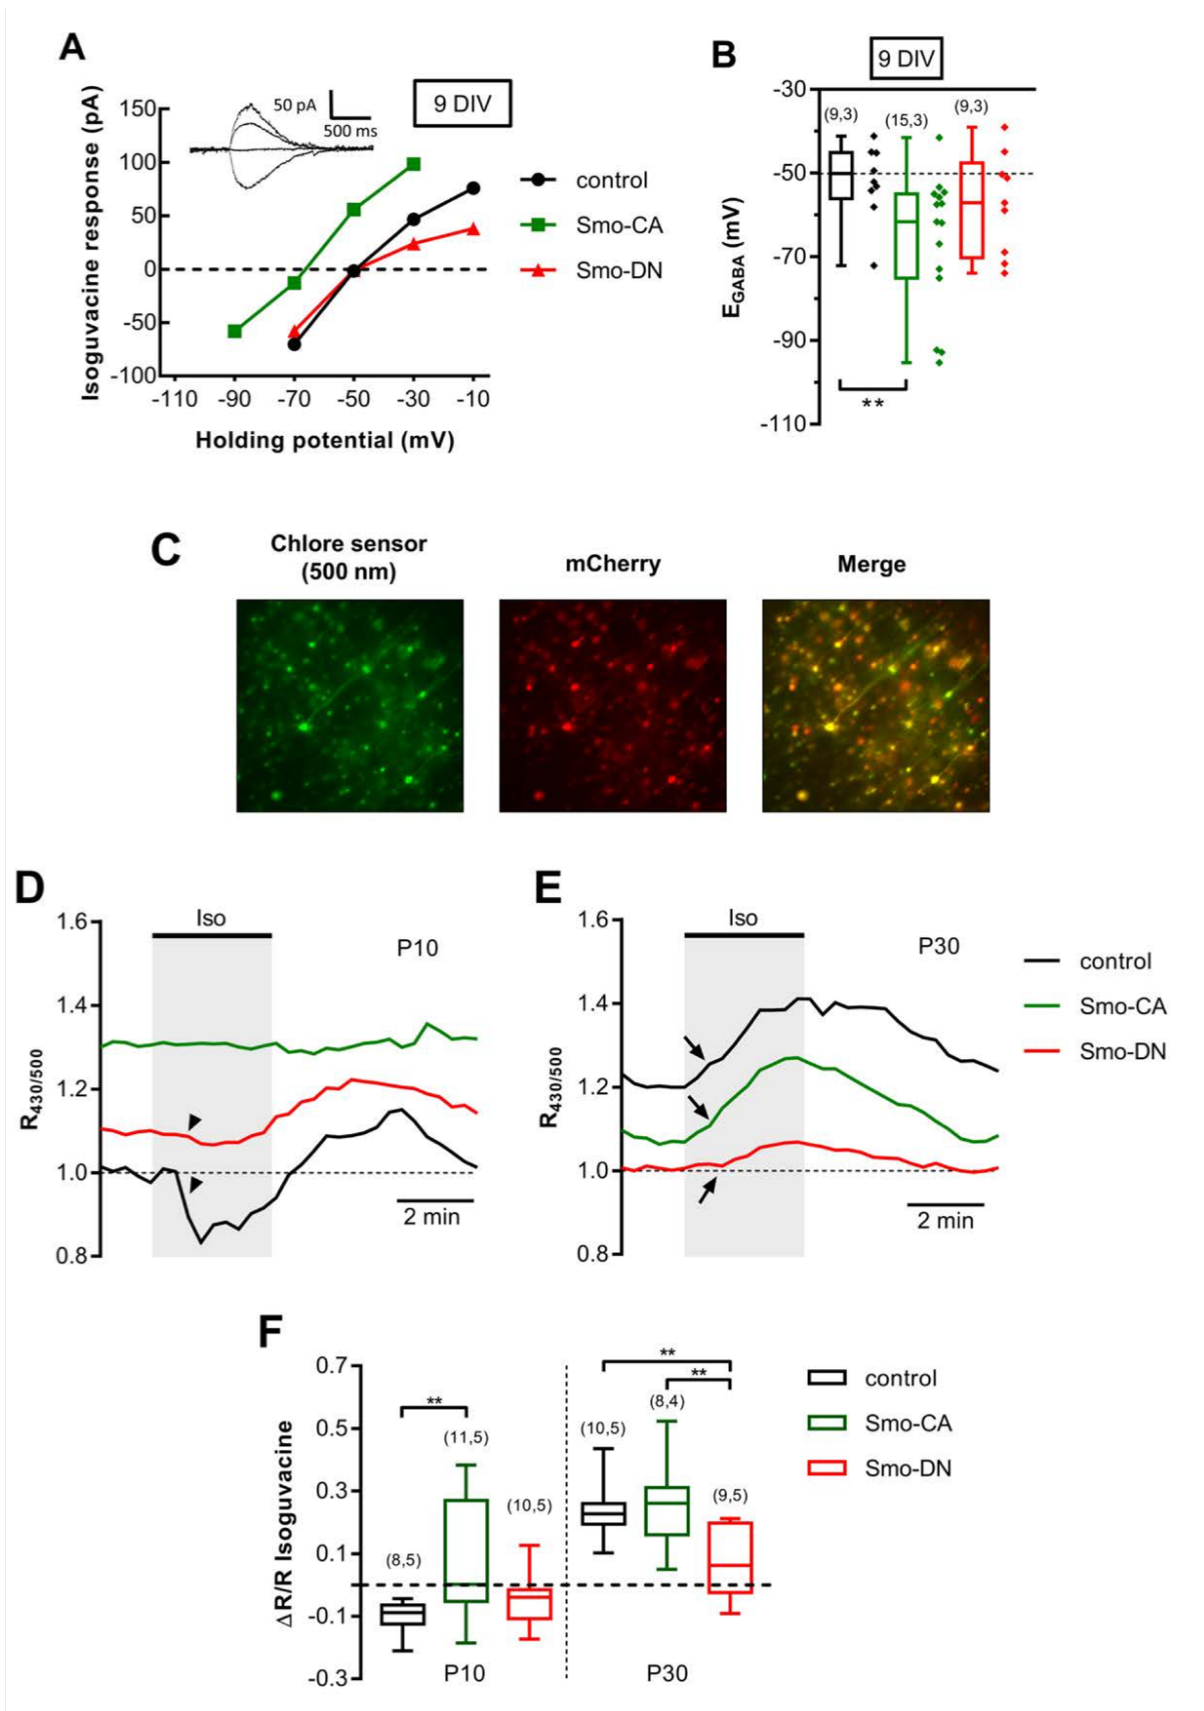 A
B
9 DIV
9 DIV
Isoguvacine response (pA)
150
100
50
0
-50
-100
50 pA
500 ms
-110 -90 -70 -50 -30 -10
Holding potential (mV)
control
Smo-CA
Smo-DN
EGABA (mV)
-30
-50
-70
-90
-110
(9,3)
(15,3)
(9,3)
**
C
Chlore sensor
(500 nm)
mCherry
Merge
D
R430/500
1.6
1.4
1.2
1.0
0.8
Iso
P10
2 min
E
R430/500
1.6
1.4
1.2
1.0
0.8
Iso
P30
2 min
control
Smo-CA
Smo-DN
F
ΔR/R Isoguvacine
0.7
0.5
0.3
0.1
-0.1
-0.3
**
(8,5)
(11,5)
(10,5)
**
**
(10,5)
(8,4)
(9,5)
P10
P30
control
Smo-CA
Smo-DN